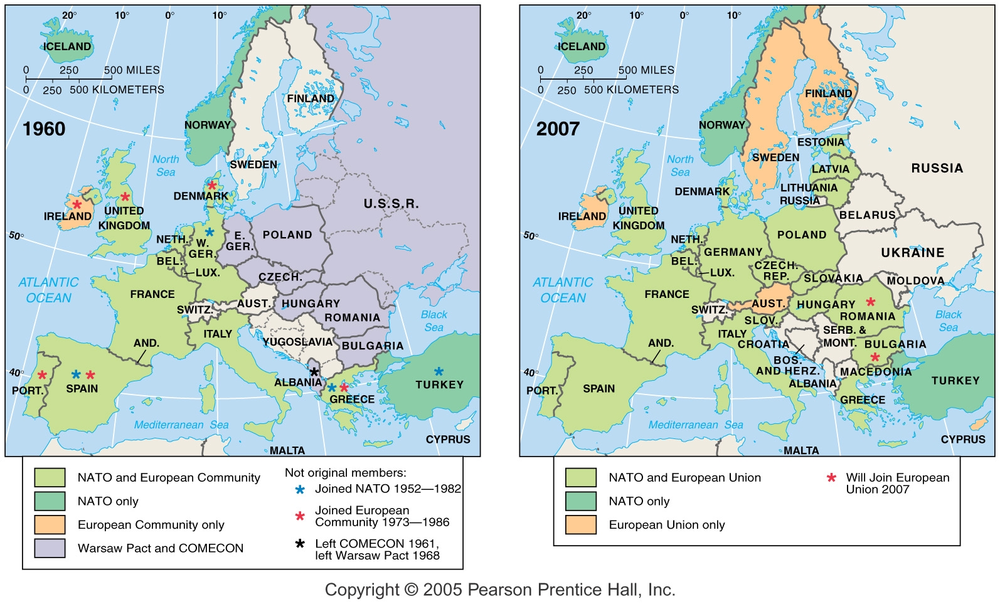 20°
10°
0°
10°
ICELAND
0 250 500 MILES
0 250 500 KILOMETERS
1960
FINLAND
NORWAY
North
Sea
SWEDEN
DENMARK
U.S.S.R.
IRELAND
UNITED
KINGDOM
50°
NETH.
W.
GER.
E.
GER.
POLAND
BEL.
LUX.
CZECH.
ATLANTIC
OCEAN
FRANCE
SWITZ.
AUST.
HUNGARY
ROMANIA
Black
Sea
ITALY
YUGOSLAVIA
BULGARIA
AND.
40°
PORT.
SPAIN
ALBANIA
GREECE
TURKEY
Mediterranean Sea
CYPRUS
MALTA
NATO and European Community
NATO only
European Community only
Warsaw Pact and COMECON
Not original members:
* Joined NATO 1952—1982
* Joined European
Community 1973—1986
* Left COMECON 1961,
left Warsaw Pact 1968
20°
10°
0°
10°
ICELAND
0 250 500 MILES
0 250 500 KILOMETERS
2007
FINLAND
NORWAY
North
Sea
SWEDEN
ESTONIA
RUSSIA
LATVIA
DENMARK
LITHUANIA
RUSSIA
IRELAND
UNITED
KINGDOM
BELARUS
50°
NETH.
GERMANY
POLAND
UKRAINE
BEL.
LUX.
CZECH.
REP.
SLOVAKIA
MOLDOVA
ATLANTIC
OCEAN
FRANCE
SWITZ.
AUST.
HUNGARY
ROMANIA
Black
Sea
SLOV.
ITALY
CROATIA
SERB. &
MONT.
BULGARIA
AND.
BOS.
AND HERZ.
MACEDONIA
40°
PORT.
SPAIN
ALBANIA
GREECE
TURKEY
Mediterranean Sea
CYPRUS
MALTA
NATO and European Union
NATO only
European Union only
* Will Join European
Union 2007
Copyright © 2005 Pearson Prentice Hall, Inc.